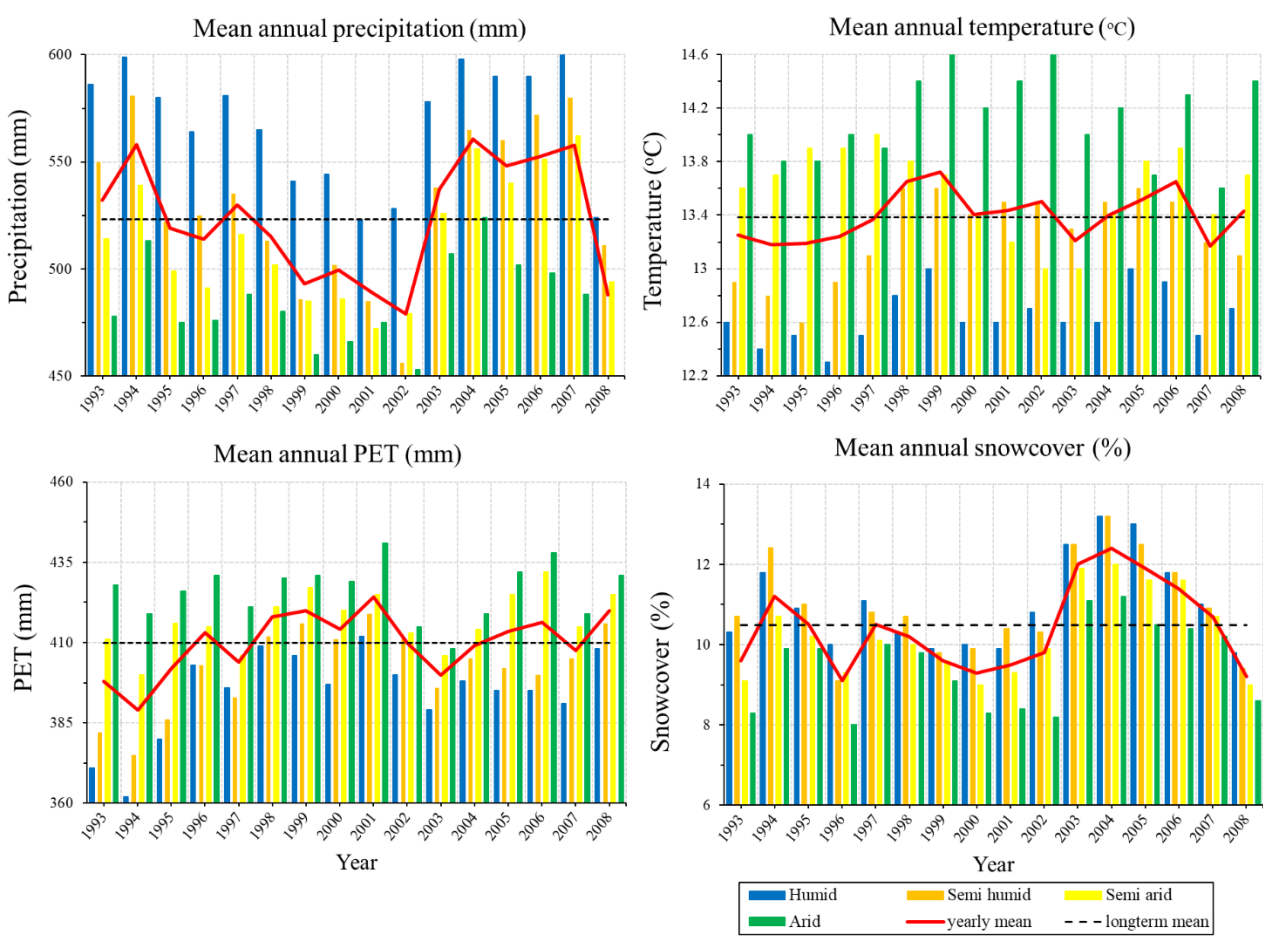 Mean annual precipitation (mm)
Precipitation (mm)
600
550
500
450
1993 1994 1995 1996 1997 1998 1999 2000 2001 2002 2003 2004 2005 2006 2007 2008
Mean annual temperature (°C)
Temperature (°C)
14.6
14.2
13.8
13.4
13
12.6
12.2
1993 1994 1995 1996 1997 1998 1999 2000 2001 2002 2003 2004 2005 2006 2007 2008
Mean annual PET (mm)
PET (mm)
460
435
410
385
360
1993 1994 1995 1996 1997 1998 1999 2000 2001 2002 2003 2004 2005 2006 2007 2008
Year
Mean annual snowcover (%)
Snowcover (%)
14
12
10
8
6
1993 1994 1995 1996 1997 1998 1999 2000 2001 2002 2003 2004 2005 2006 2007 2008
Year
Humid Semi humid Semi arid
Arid yearly mean longterm mean